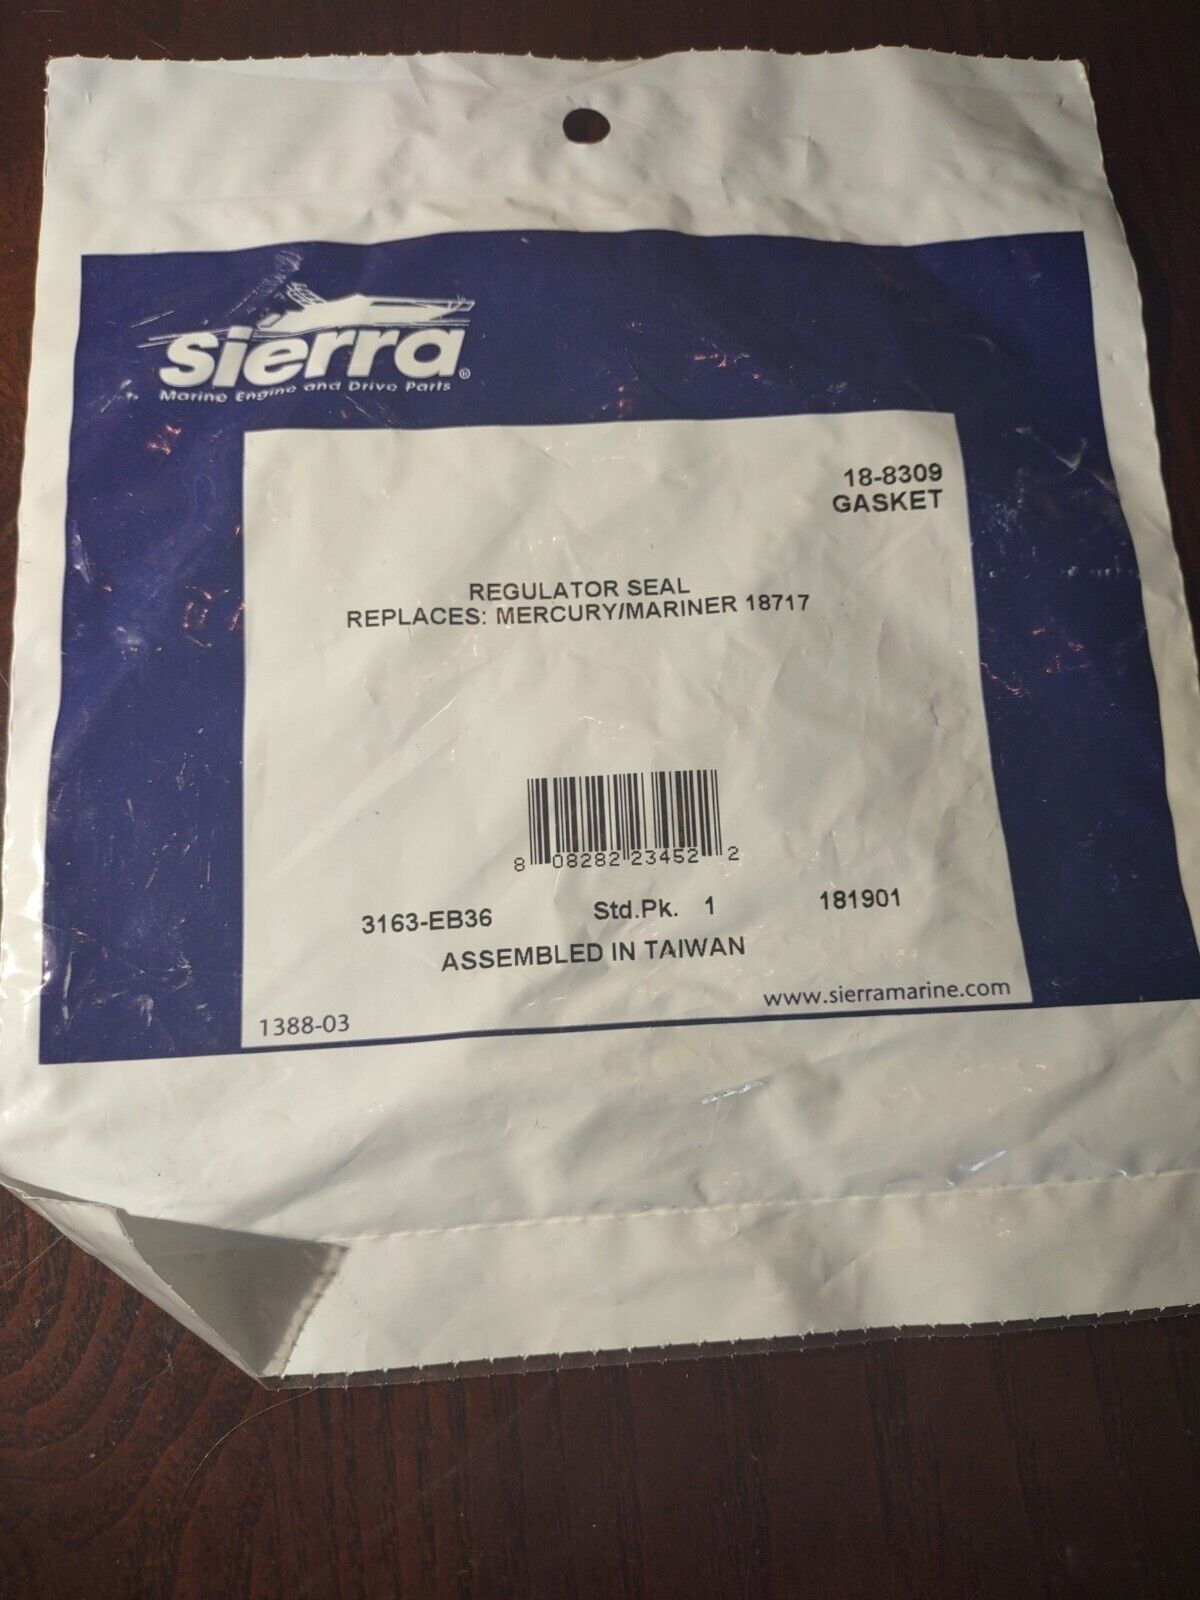 Sierra®
Marine Engine and Drive Parts
18-8309
GASKET
REGULATOR SEAL
REPLACES: MERCURY/MARINER 18717
8 08282 23452 2
3163-EB36 Std.Pk. 1 181901
ASSEMBLED IN TAIWAN
www.sierramarine.com
1388-03